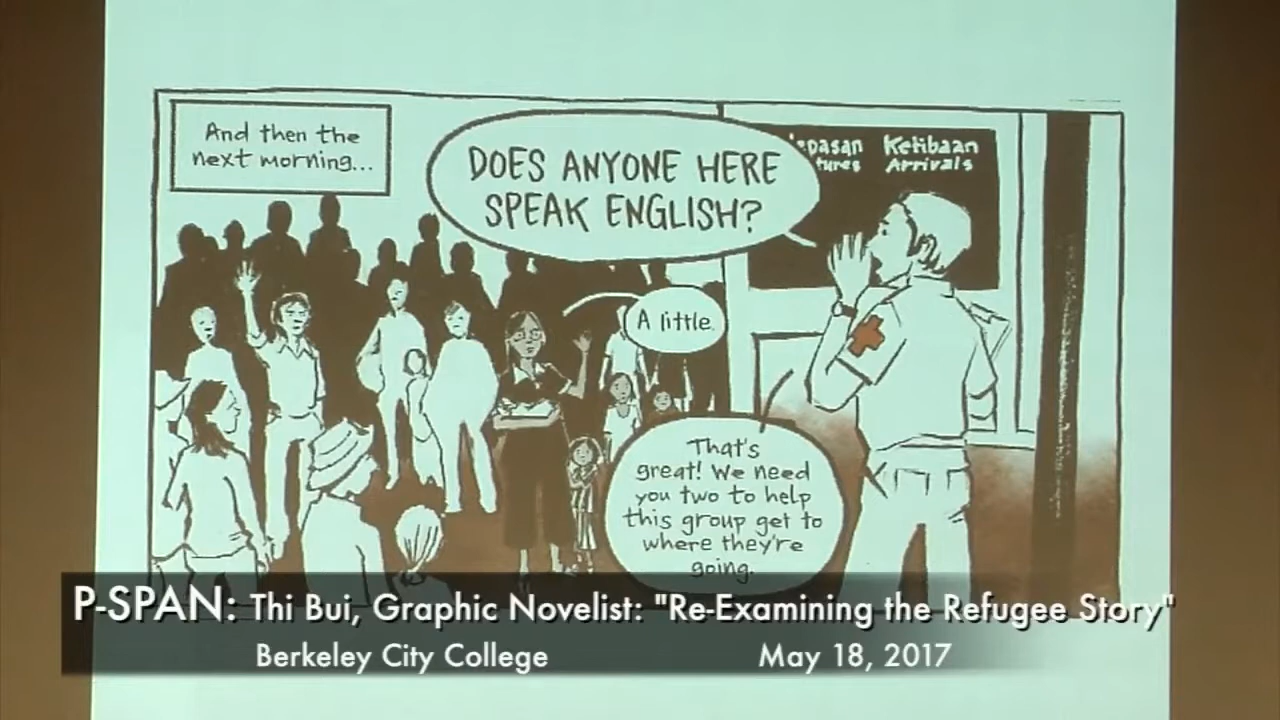 And then the
next morning...
DOES ANYONE HERE
SPEAK ENGLISH?
Ketibaan
Arrivals
A little.
That's
great! We need
you two to help
this group get to
where they're
going.
P-SPAN: Thi Bui, Graphic Novelist: "Re-Examining the Refugee Story"
Berkeley City College May 18, 2017